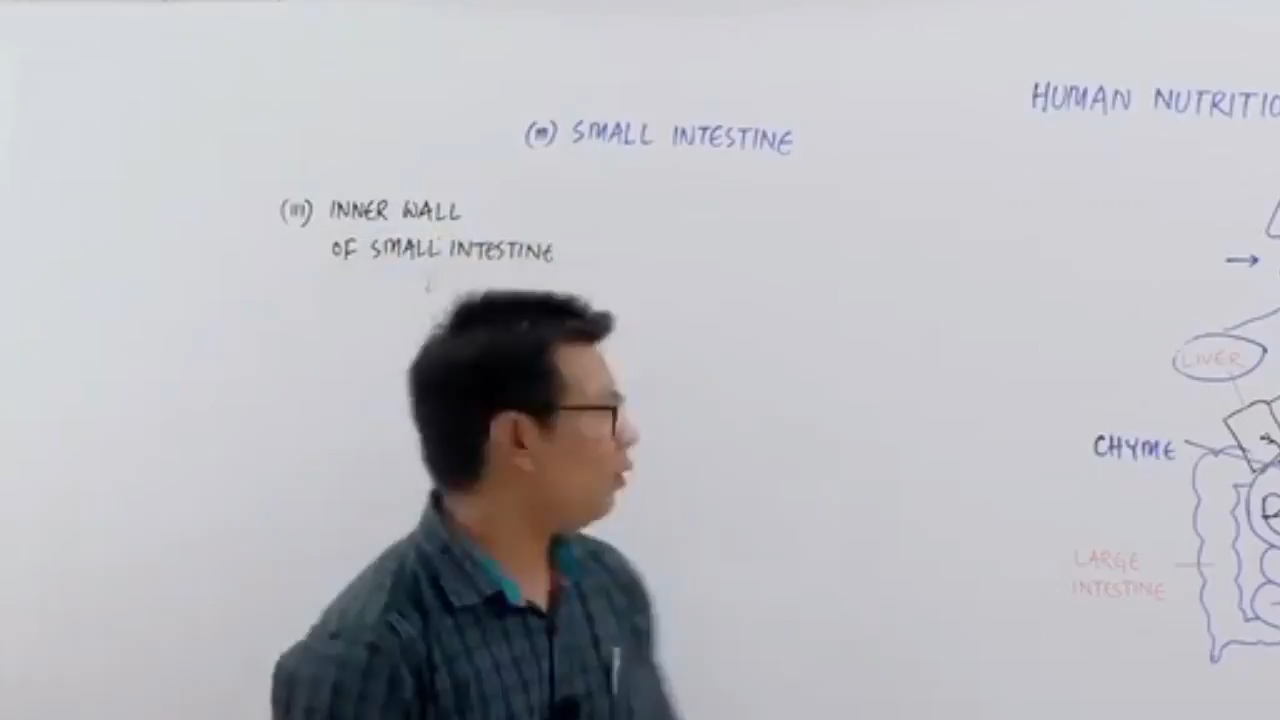 HUMAN NUTRITIO
(III) SMALL INTESTINE
(III) INNER WALL
OF SMALL INTESTINE
LIVER
CHYME
LARGE
INTESTINE